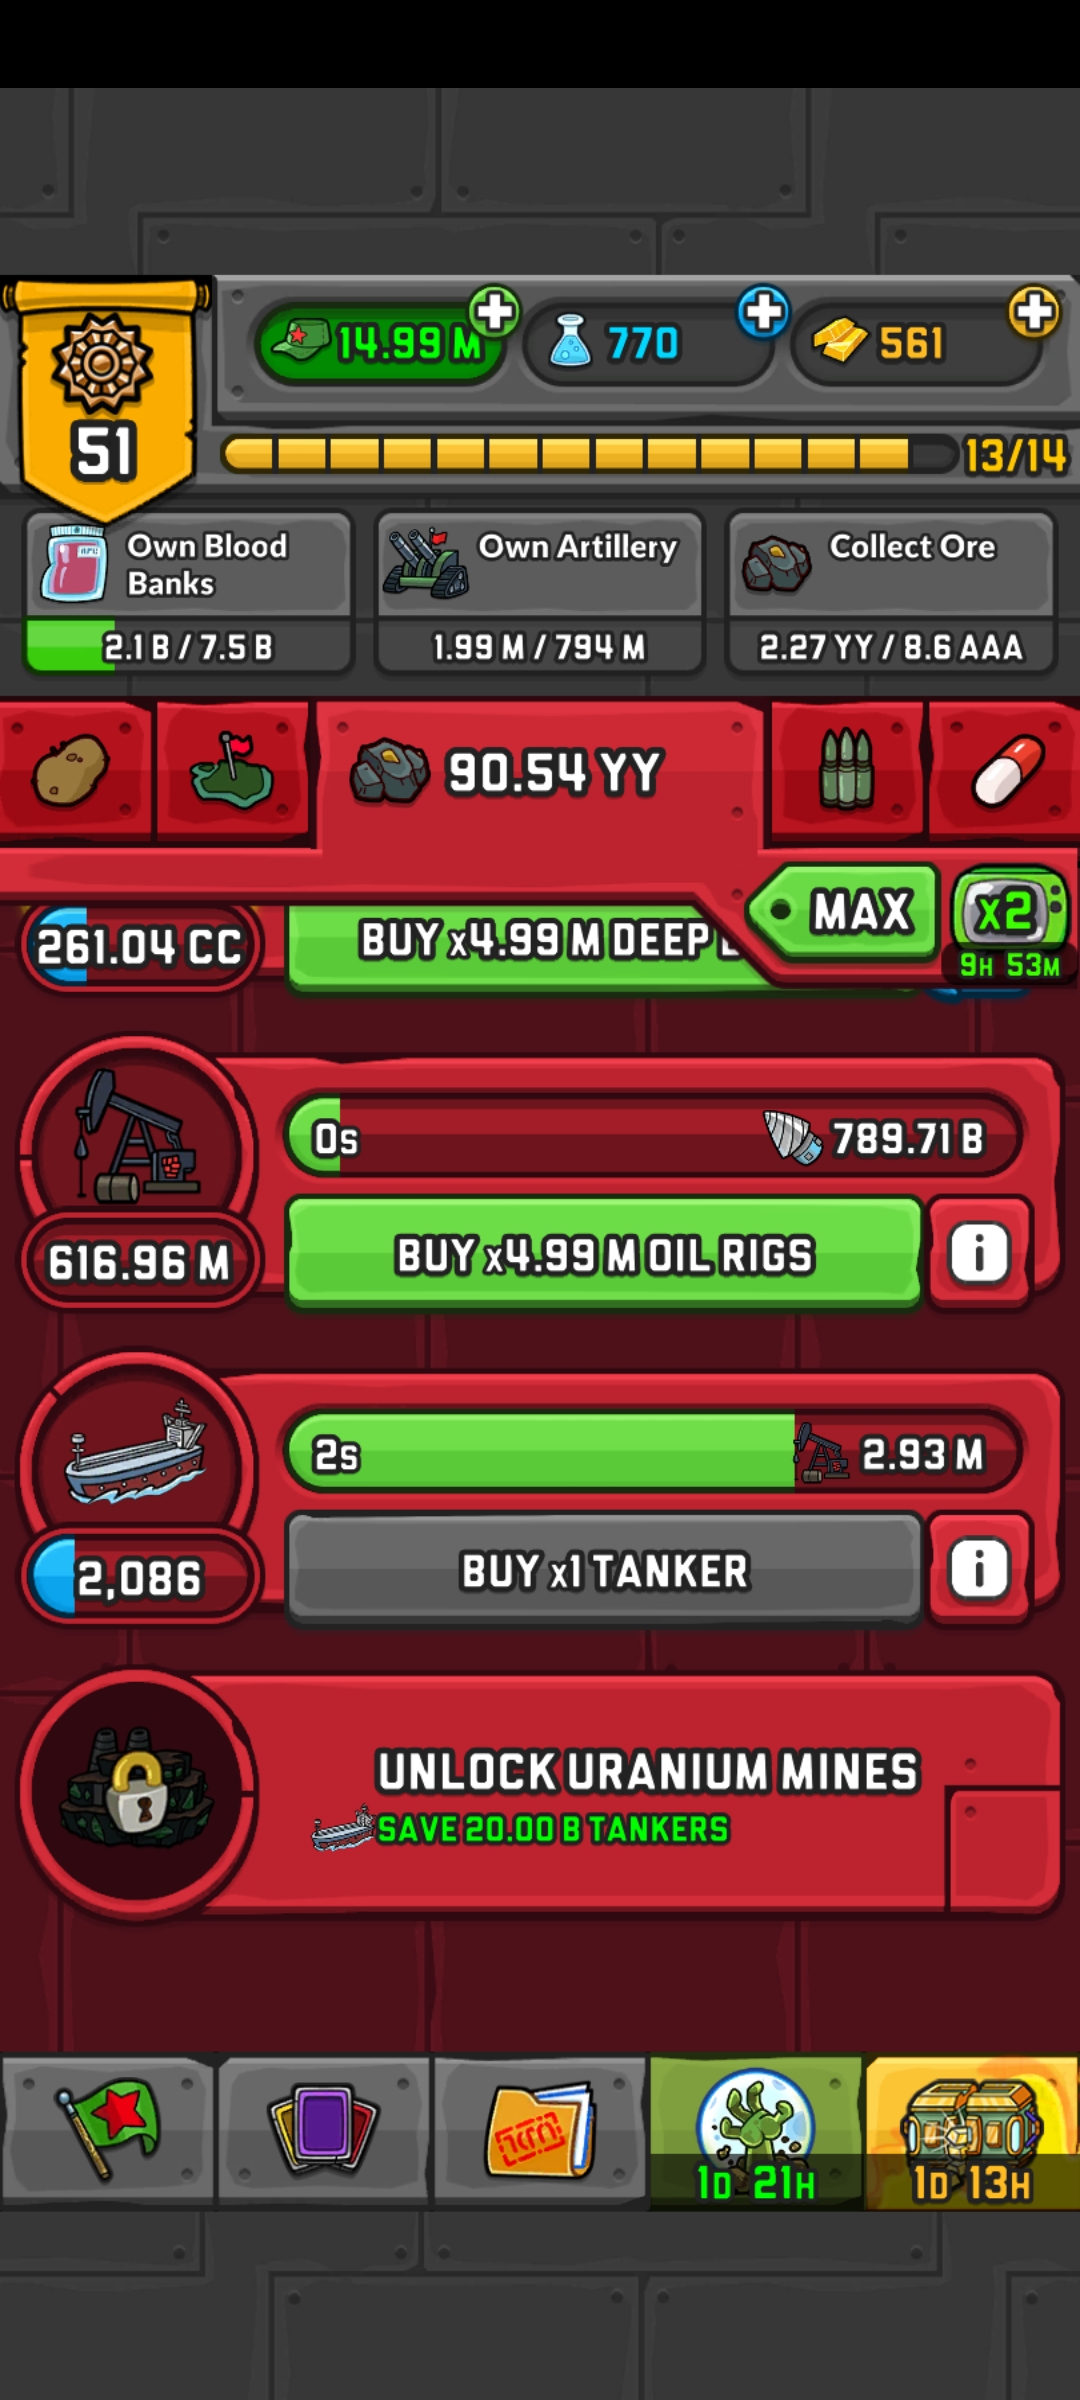 14.99 M
770
561
51
13/14
Own Blood
Banks
2.1 B / 7.5 B
Own Artillery
1.99 M / 794 M
Collect Ore
2.27 YY / 8.6 AAA
90.54 YY
MAX
x2
9H 53M
261.04 CC
BUY x4.99 M DEEP
0s
789.71 B
616.96 M
BUY x4.99 M OIL RIGS
i
2s
2.93 M
2,086
BUY x1 TANKER
i
UNLOCK URANIUM MINES
SAVE 20.00 B TANKERS
1D 21H
1D 13H